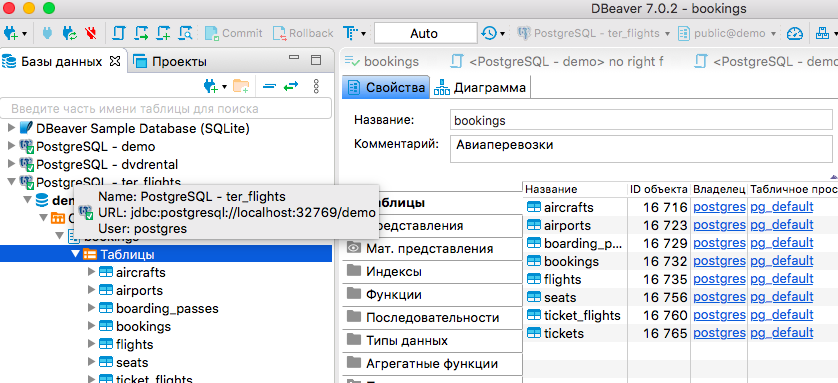 DBeaver 7.0.2 - bookings
Commit Rollback Auto PostgreSQL - ter_flights public@demo
Базы данных Проекты
Введите часть имени таблицы для поиска
DBeaver Sample Database (SQLite)
PostgreSQL - demo
PostgreSQL - dvdrental
PostgreSQL - ter_flights
Name: PostgreSQL - ter_flights
URL: jdbc:postgresql://localhost:32769/demo
User: postgres
bookings
Таблицы
aircrafts
airports
boarding_passes
bookings
flights
seats
ticket_flights
bookings <PostgreSQL - demo> no right f <PostgreSQL - demo
Свойства Диаграмма
Название: bookings
Комментарий: Авиаперевозки
Мат. представления
Индексы
Функции
Последовательности
Типы данных
Агрегатные функции
Название ID объекта Владелец Табличное прос
aircrafts 16 716 postgres pg_default
airports 16 723 postgres pg_default
boarding_p... 16 729 postgres pg_default
bookings 16 732 postgres pg_default
flights 16 735 postgres pg_default
seats 16 756 postgres pg_default
ticket_flights 16 760 postgres pg_default
tickets 16 765 postgres pg_default